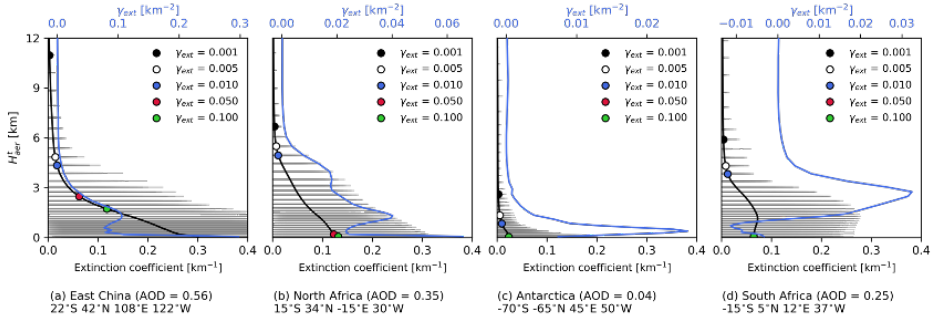 γext [km-2] γext [km-2] γext [km-2] γext [km-2]
0.0 0.1 0.2 0.3 0.00 0.02 0.04 0.06 0.00 0.01 0.02 −0.01 0.00 0.01 0.02 0.03
12
9
6
3
0
Htaer [km]
γext = 0.001 γext = 0.001 γext = 0.001 γext = 0.001
γext = 0.005 γext = 0.005 γext = 0.005 γext = 0.005
γext = 0.010 γext = 0.010 γext = 0.010 γext = 0.010
γext = 0.050 γext = 0.050 γext = 0.050 γext = 0.050
γext = 0.100 γext = 0.100 γext = 0.100 γext = 0.100
0.0 0.1 0.2 0.3 0.4 0.0 0.1 0.2 0.3 0.4 0.0 0.1 0.2 0.3 0.4 0.0 0.1 0.2 0.3 0.4
Extinction coefficient [km-1] Extinction coefficient [km-1] Extinction coefficient [km-1] Extinction coefficient [km-1]
(a) East China (AOD = 0.56) (b) North Africa (AOD = 0.35) (c) Antarctica (AOD = 0.04) (d) South Africa (AOD = 0.25)
22°S 42°N 108°E 122°W 15°S 34°N -15°E 30°W -70°S -65°N 45°E 50°W -15°S 5°N 12°E 37°W